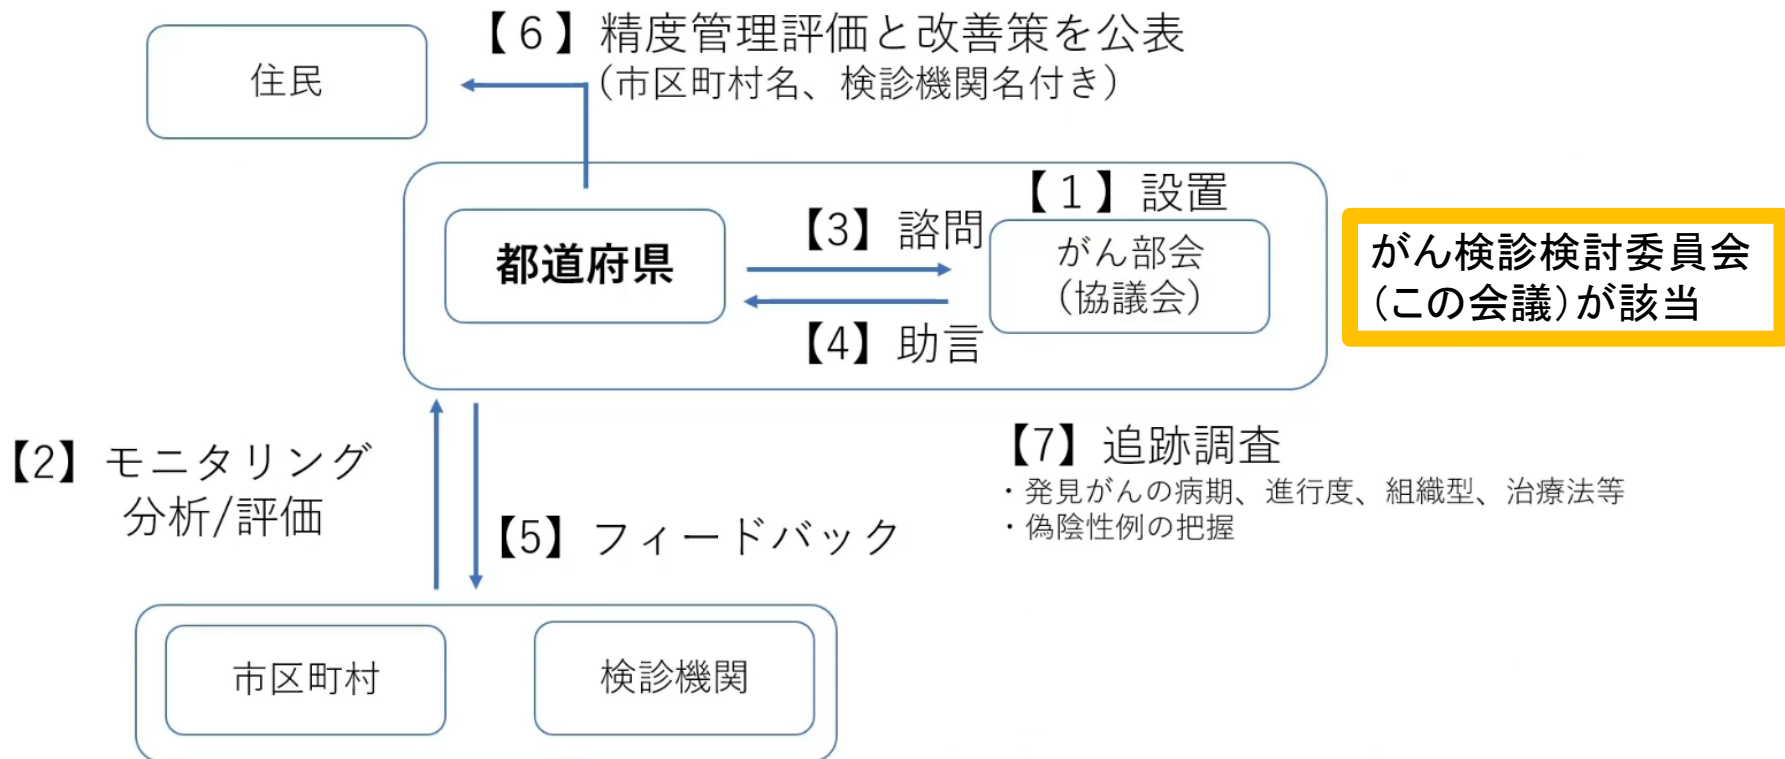 【６】精度管理評価と改善策を公表
（市区町村名、検診機関名付き）
住民
【１】設置
【3】諮問
都道府県
がん部会
（協議会）
【4】助言
がん検診検討委員会
（この会議）が該当
【2】モニタリング
分析/評価
【5】フィードバック
【7】追跡調査
・発見がんの病期、進行度、組織型、治療法等
・偽陰性例の把握
市区町村
検診機関